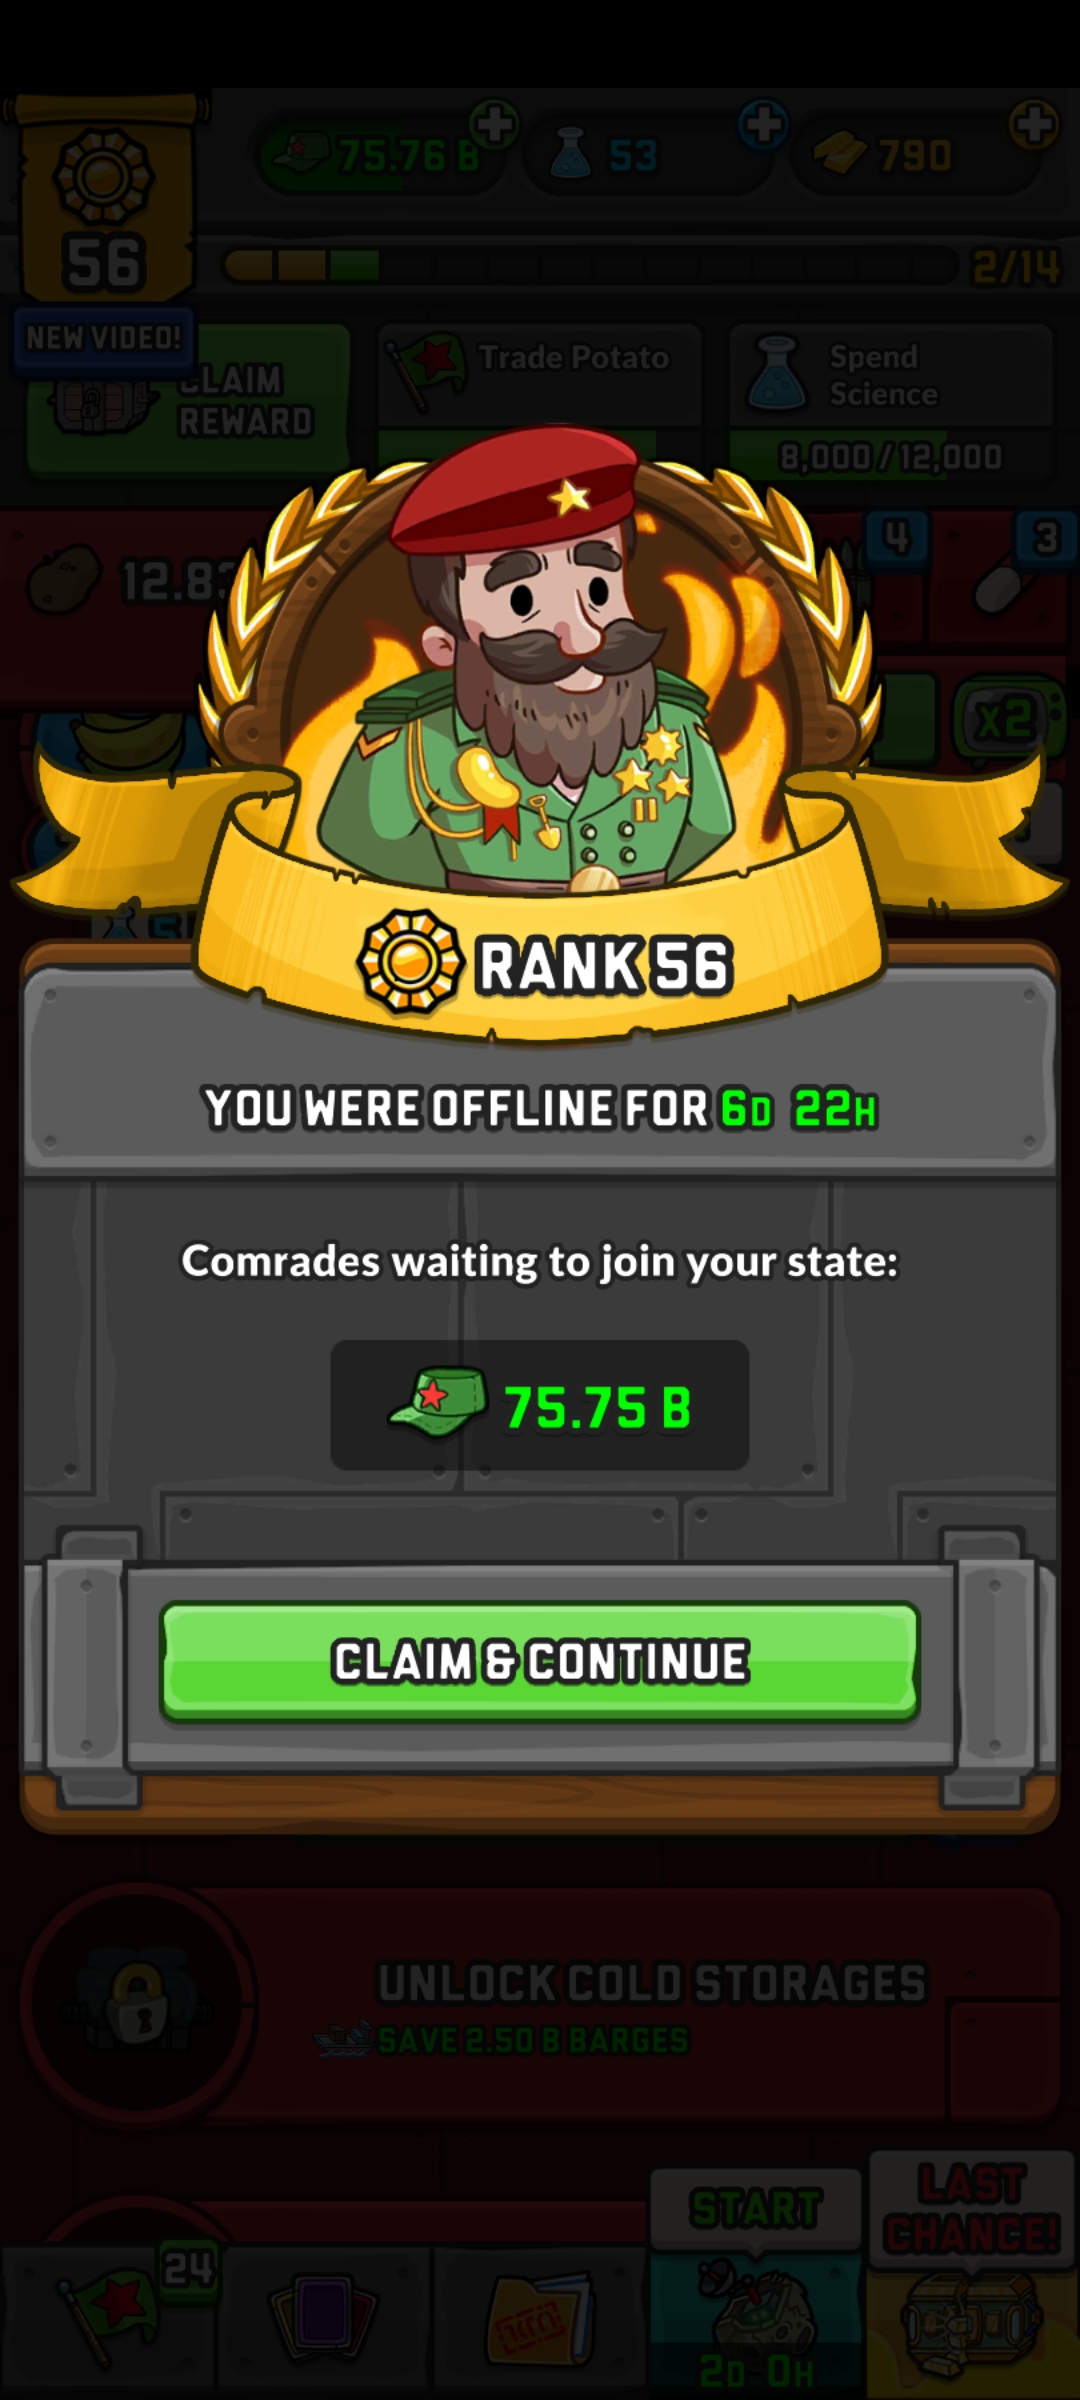 75.76 B
53
790
56
2/14
NEW VIDEO!
CLAIM
REWARD
Trade Potato
Spend
Science
8,000/12,000
4
3
x2
RANK 56
YOU WERE OFFLINE FOR 6D 22H
Comrades waiting to join your state:
75.75 B
CLAIM & CONTINUE
UNLOCK COLD STORAGES
SAVE 2.50 B BARGES
START
LAST
CHANCE!
24
2D 0H